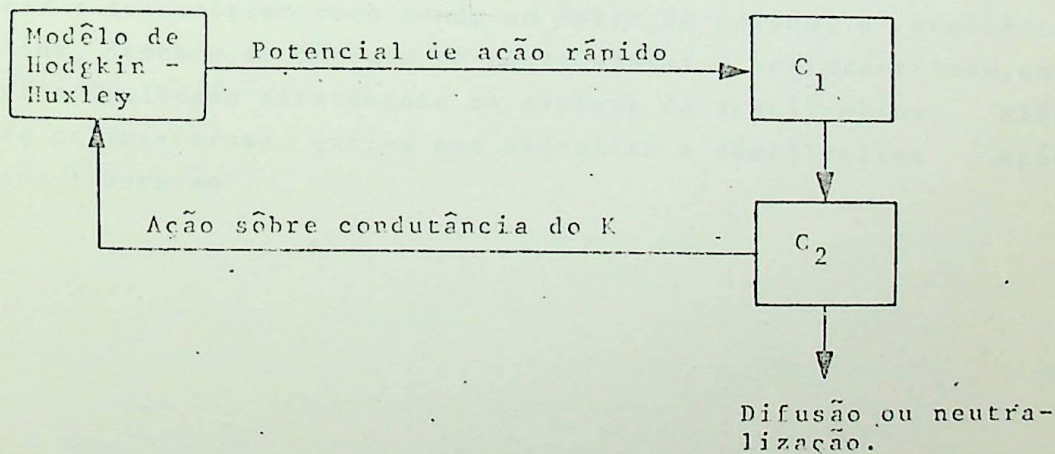 Modêlo de
Hodgkin -
Huxley
Potencial de ação rápido
C1
Ação sôbre condutância do K
C2
Difusão ou neutra-
lização.